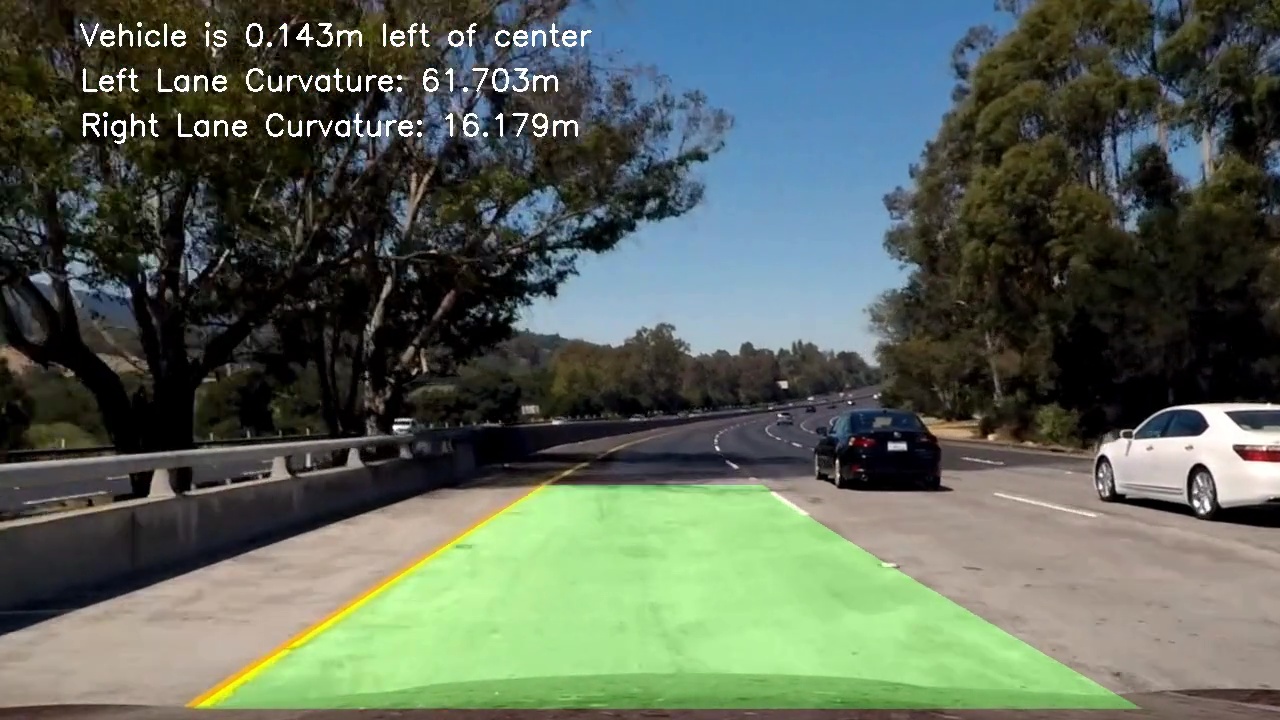 Vehicle is 0.143m left of center
Left Lane Curvature: 61.703m
Right Lane Curvature: 16.179m